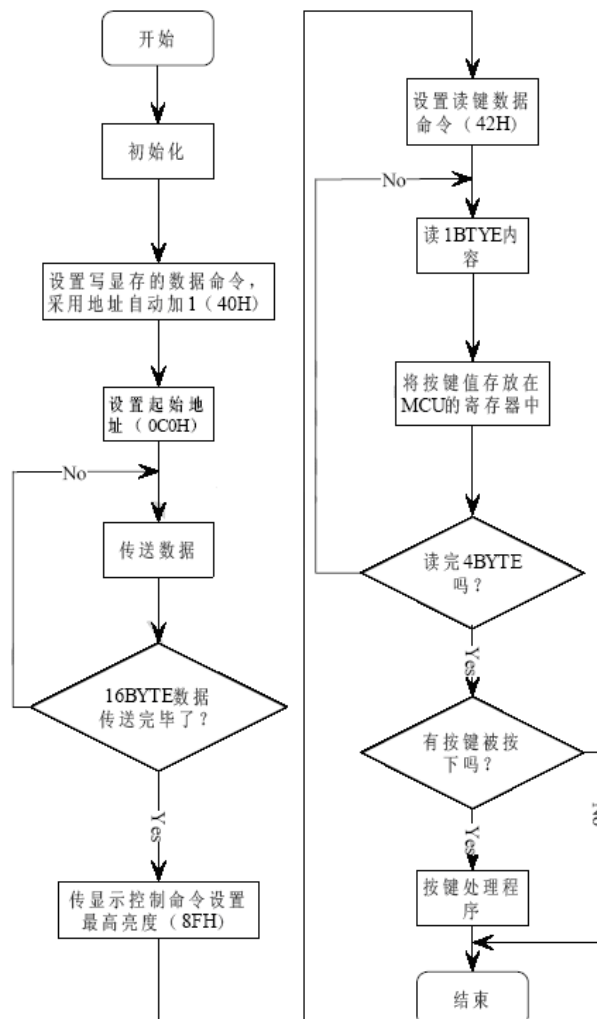 开始
初始化
设置写显存的数据命令，
采用地址自动加1（40H）
设置起始地
址（0C0H）
No
传送数据
16BYTE数据
传送完毕了？
Yes
传显示控制命令设置
最高亮度（8FH）
设置读键数据
命令（42H）
No
读1BTYE内
容
将按键值存放在
MCU的寄存器中
读完4BYTE
吗？
Yes
有按键被按
下吗？
No
Yes
按键处理程
序
结束